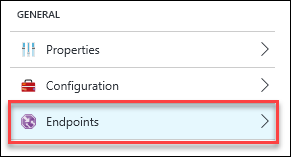 GENERAL
Properties
Configuration
Endpoints